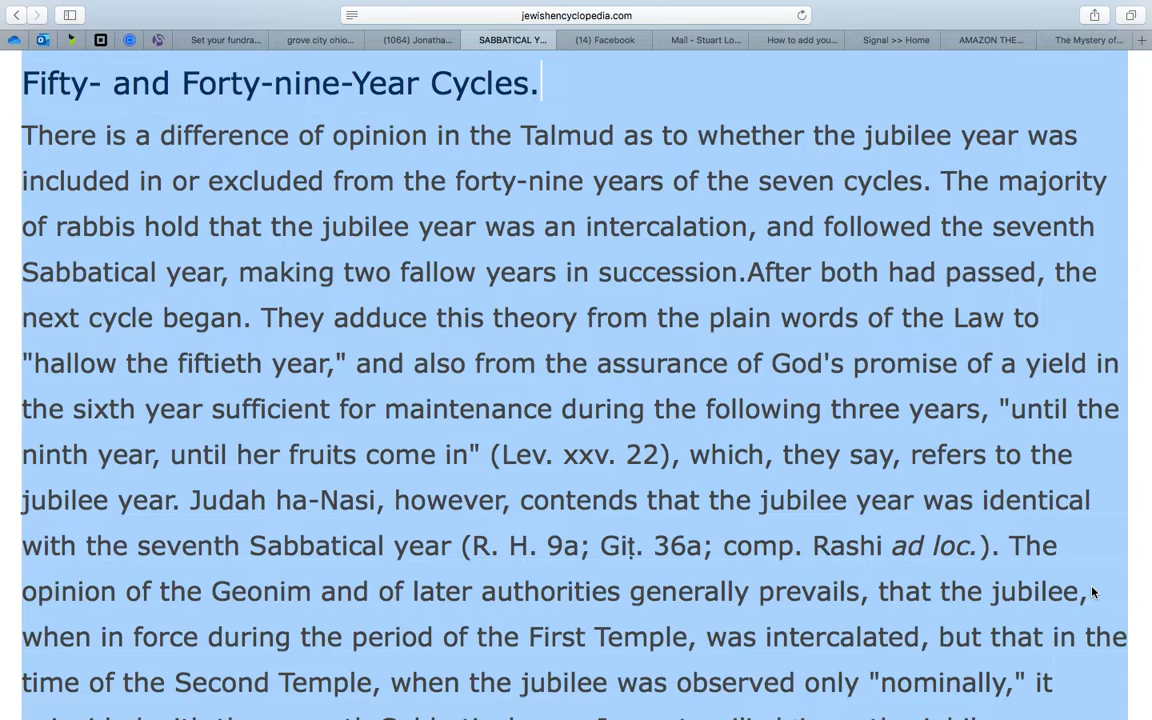 jewishencyclopedia.com
Set your fundra...
grove city ohio...
(1064) Jonatha...
SABBATICAL Y...
(14) Facebook
Mail - Stuart Lo...
How to add you...
Signal >> Home
AMAZON THE...
The Mystery of...
Fifty- and Forty-nine-Year Cycles.
There is a difference of opinion in the Talmud as to whether the jubilee year was
included in or excluded from the forty-nine years of the seven cycles. The majority
of rabbis hold that the jubilee year was an intercalation, and followed the seventh
Sabbatical year, making two fallow years in succession.After both had passed, the
next cycle began. They adduce this theory from the plain words of the Law to
"hallow the fiftieth year," and also from the assurance of God's promise of a yield in
the sixth year sufficient for maintenance during the following three years, "until the
ninth year, until her fruits come in" (Lev. xxv. 22), which, they say, refers to the
jubilee year. Judah ha-Nasi, however, contends that the jubilee year was identical
with the seventh Sabbatical year (R. H. 9a; Giṭ. 36a; comp. Rashi ad loc.). The
opinion of the Geonim and of later authorities generally prevails, that the jubilee,
when in force during the period of the First Temple, was intercalated, but that in the
time of the Second Temple, when the jubilee was observed only "nominally," it